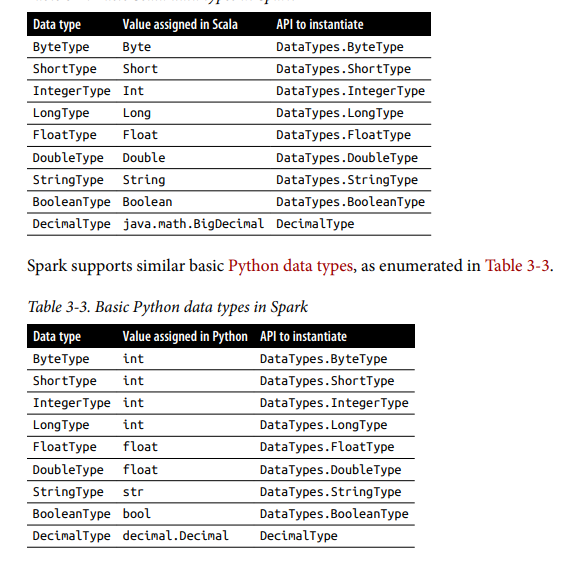 Data type Value assigned in Scala API to instantiate
ByteType Byte DataTypes.ByteType
ShortType Short DataTypes.ShortType
IntegerType Int DataTypes.IntegerType
LongType Long DataTypes.LongType
FloatType Float DataTypes.FloatType
DoubleType Double DataTypes.DoubleType
StringType String DataTypes.StringType
BooleanType Boolean DataTypes.BooleanType
DecimalType java.math.BigDecimal DecimalType
Spark supports similar basic Python data types, as enumerated in Table 3-3.
Table 3-3. Basic Python data types in Spark
Data type Value assigned in Python API to instantiate
ByteType int DataTypes.ByteType
ShortType int DataTypes.ShortType
IntegerType int DataTypes.IntegerType
LongType int DataTypes.LongType
FloatType float DataTypes.FloatType
DoubleType float DataTypes.DoubleType
StringType str DataTypes.StringType
BooleanType bool DataTypes.BooleanType
DecimalType decimal.Decimal DecimalType